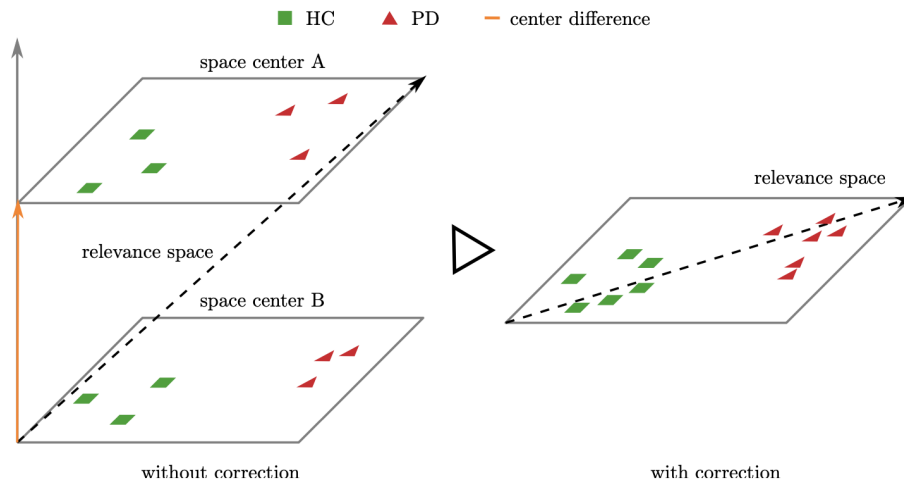 HC PD center difference
space center A
relevance space
relevance space
space center B
without correction with correction